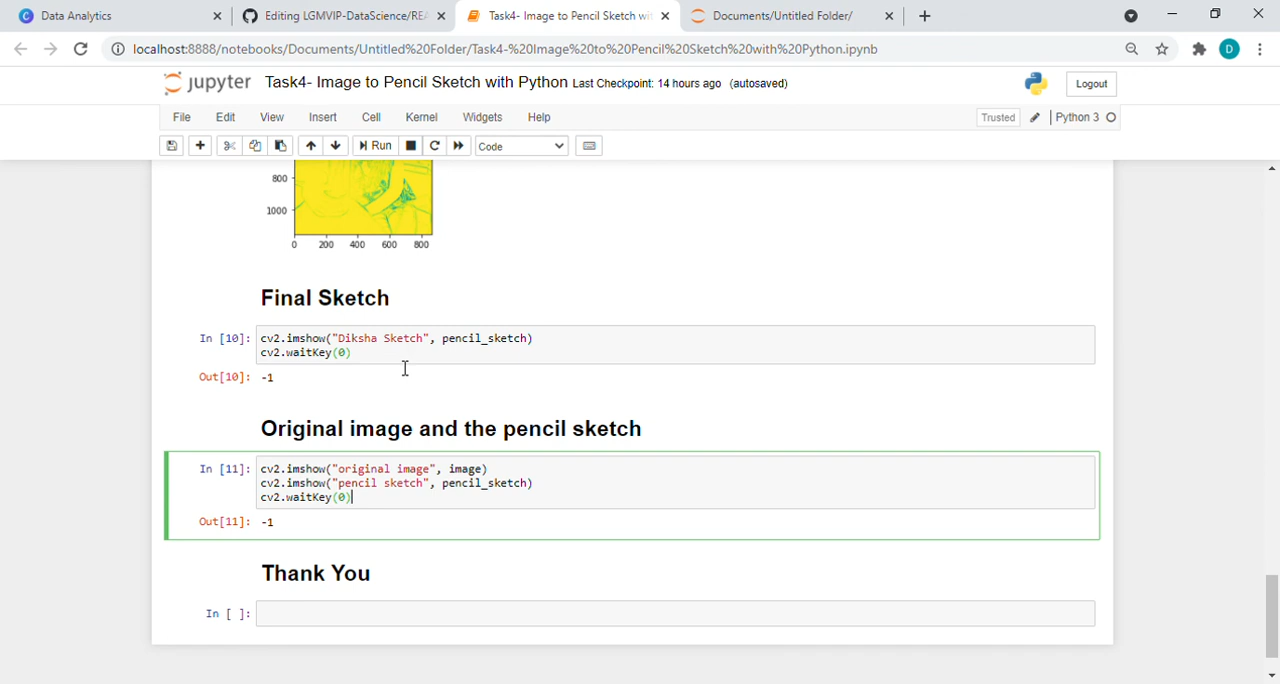 Data Analytics
Editing LGMVIP-DataScience/REA
Task4- Image to Pencil Sketch wit
Documents/Untitled Folder/
localhost:8888/notebooks/Documents/Untitled%20Folder/Task4-%20Image%20to%20Pencil%20Sketch%20with%20Python.ipynb
D
jupyter Task4- Image to Pencil Sketch with Python Last Checkpoint: 14 hours ago (autosaved)
Logout
File Edit View Insert Cell Kernel Widgets Help
Trusted Python 3
Run Code
800
1000
0 200 400 600 800
Final Sketch
In [10]: cv2.imshow("Diksha Sketch", pencil_sketch)
cv2.waitKey(0)
Out[10]: -1
Original image and the pencil sketch
In [11]: cv2.imshow("original image", image)
cv2.imshow("pencil sketch", pencil_sketch)
cv2.waitKey(0)
Out[11]: -1
Thank You
In [ ]: